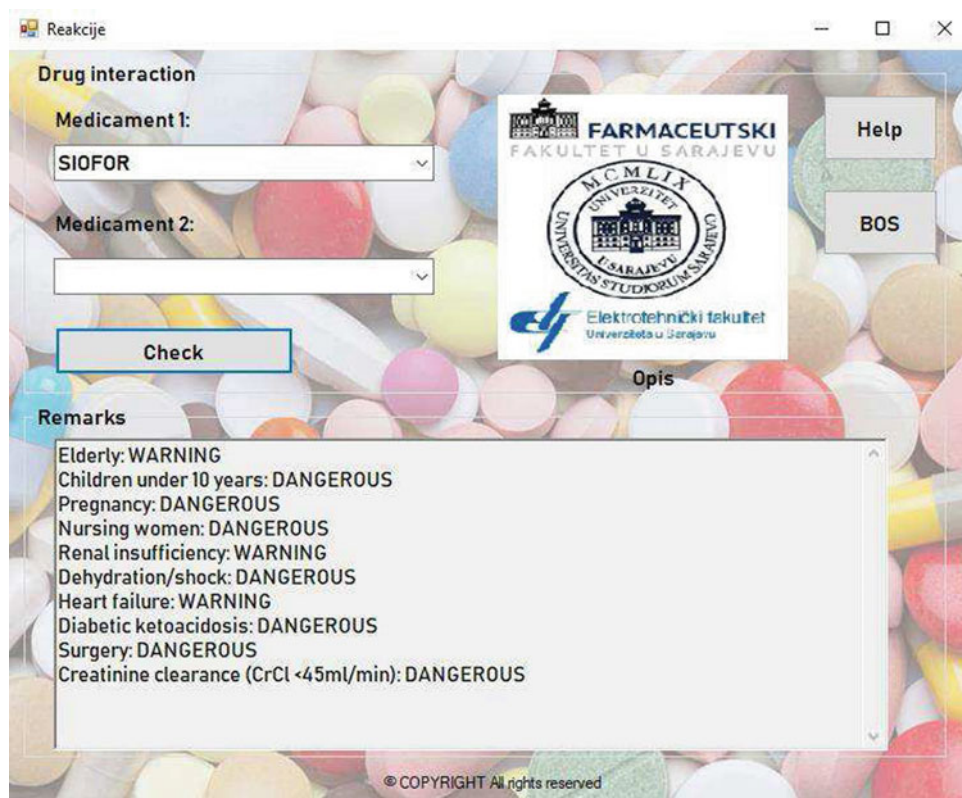 Reakcije
Drug interaction
Medicament 1:
SIOFOR
Medicament 2:
Check
FARMACEUTSKI
FAKULTET U SARAJEVU
MCMLIX
UNIVERZITET
U SARAJEVU
UNIVERSITAS STUDIORUM SARAJEVO
Elektrotehnički fakultet
Univerziteta u Sarajevu
Opis
Help
BOS
Remarks
Elderly: WARNING
Children under 10 years: DANGEROUS
Pregnancy: DANGEROUS
Nursing women: DANGEROUS
Renal insufficiency: WARNING
Dehydration/shock: DANGEROUS
Heart failure: WARNING
Diabetic ketoacidosis: DANGEROUS
Surgery: DANGEROUS
Creatinine clearance (CrCl <45ml/min): DANGEROUS
© COPYRIGHT All rights reserved